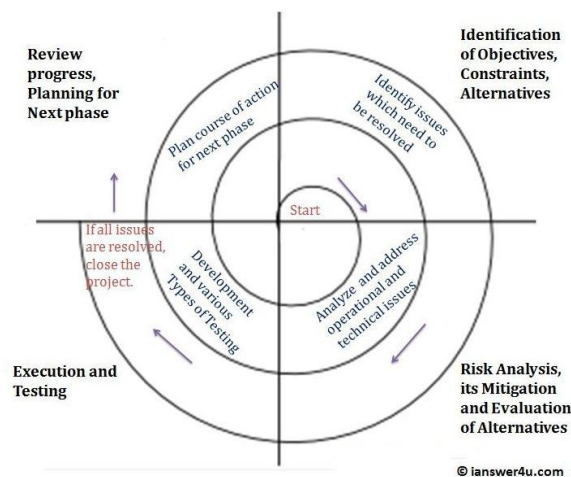 Review
progress,
Planning for
Next phase
Identification
of Objectives,
Constraints,
Alternatives
Plan course of action
for next phase
Identify issues
which need to
be resolved
Start
If all issues
are resolved,
close the
project.
Development
and various
Types of Testing
Analyze and address
operational and
technical issues
Execution and
Testing
Risk Analysis,
its Mitigation
and Evaluation
of Alternatives
© ianswer4u.com